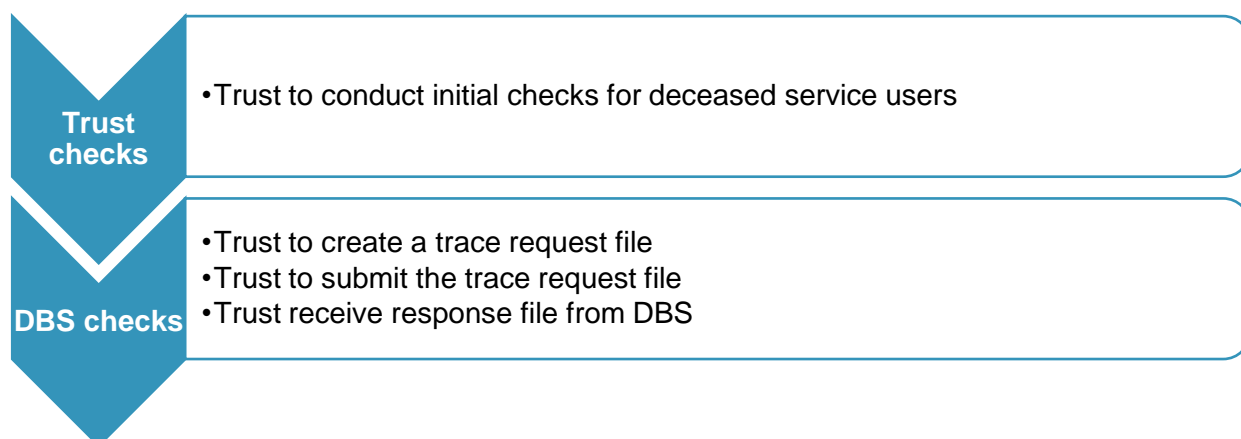 Trust
checks
•Trust to conduct initial checks for deceased service users
DBS checks
•Trust to create a trace request file
•Trust to submit the trace request file
•Trust receive response file from DBS